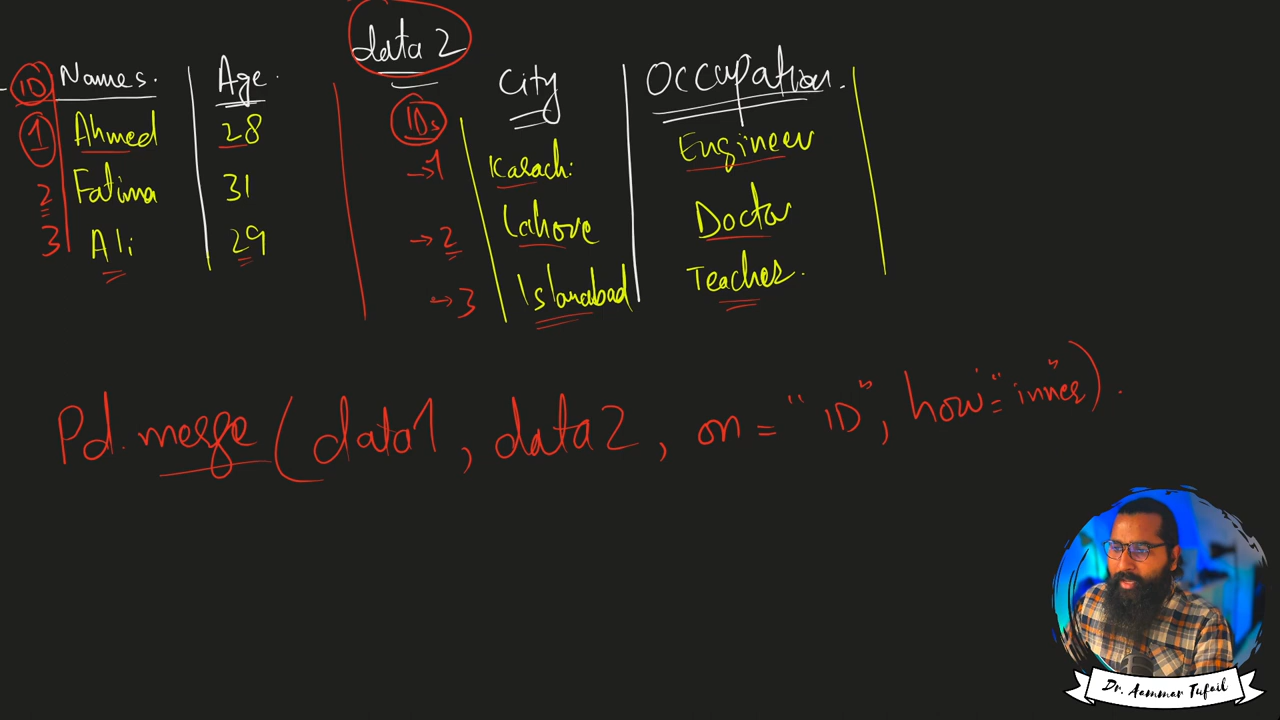 data 2
ID Names. Age. IDs City Occupation.
1 Ahmed 28 →1 Karachi Engineer
2 Fatima 31 →2 Lahore Doctor
3 Ali 29 →3 Islamabad Teacher.
Pd.merge(data1, data2, on = "ID", how="inner").
Dr. Aammar Tufail